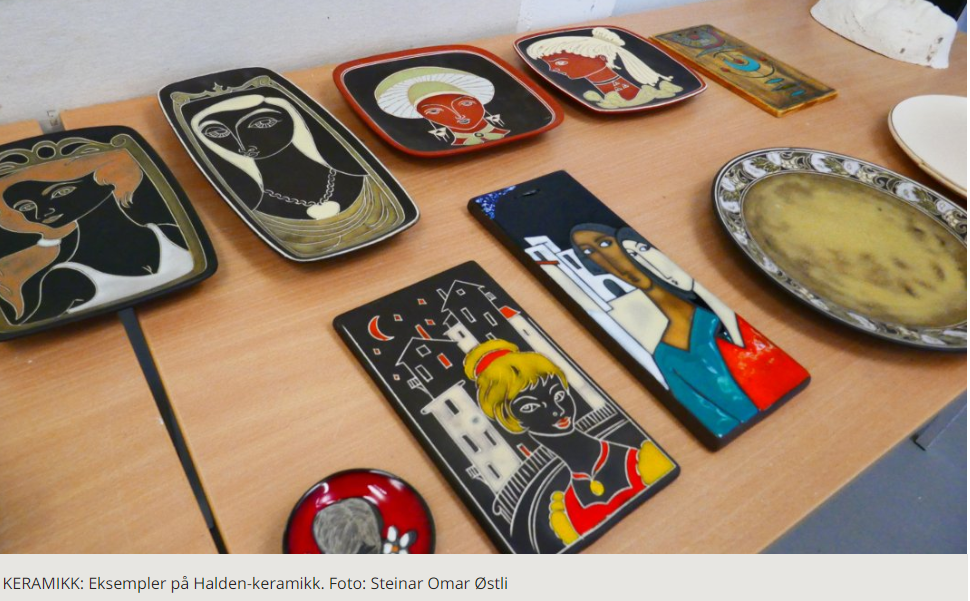 KERAMIKK: Eksempler på Halden-keramikk. Foto: Steinar Omar Østli